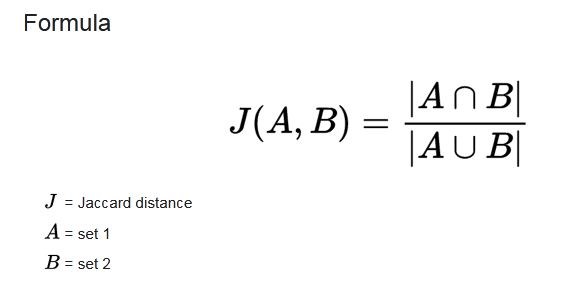 Formula
J(A, B) = |A ∩ B| / |A ∪ B|
J = Jaccard distance
A = set 1
B = set 2